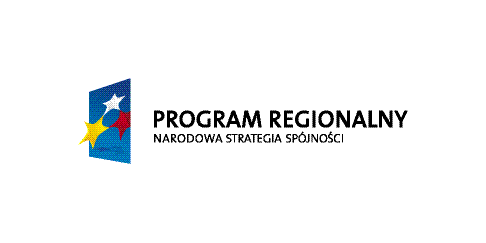 PROGRAM REGIONALNY
NARODOWA STRATEGIA SPÓJNOŚCI